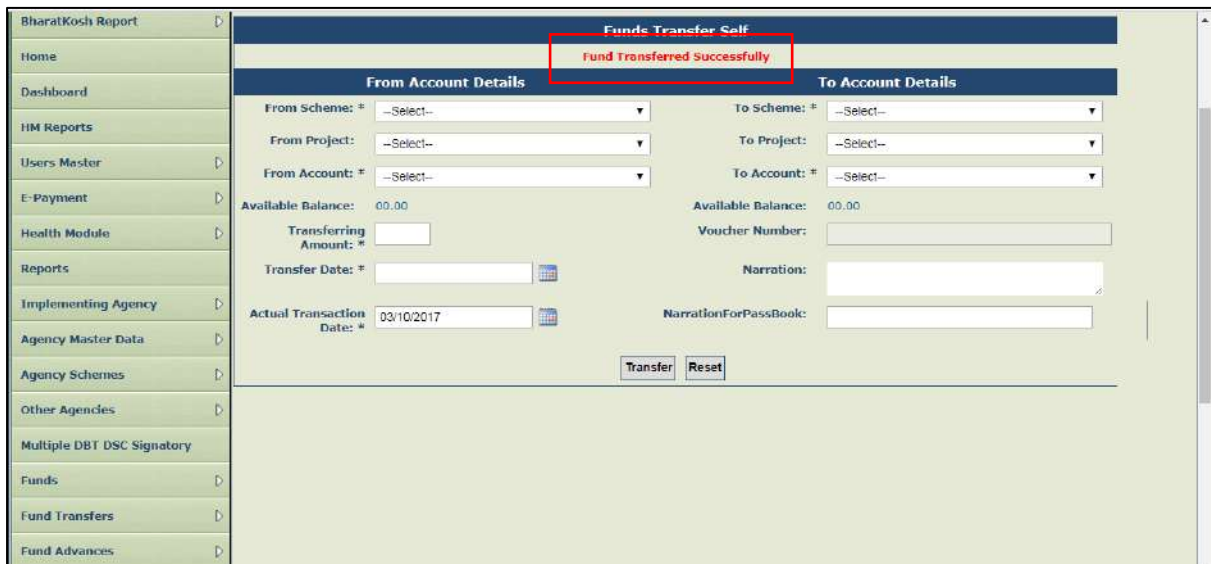 BharatKosh Report
Home
Dashboard
HM Reports
Users Master
E-Payment
Health Module
Reports
Implementing Agency
Agency Master Data
Agency Schemes
Other Agencies
Multiple DBT DSC Signatory
Funds
Fund Transfers
Fund Advances
Funds Transfer Self
Fund Transferred Successfully
From Account Details To Account Details
From Scheme: * --Select-- To Scheme: * --Select--
From Project: --Select-- To Project: --Select--
From Account: * --Select-- To Account: * --Select--
Available Balance: 00.00 Available Balance: 00.00
Transferring Amount: * Voucher Number:
Transfer Date: * Narration:
Actual Transaction Date: * 03/10/2017 NarrationForPassBook:
Transfer Reset